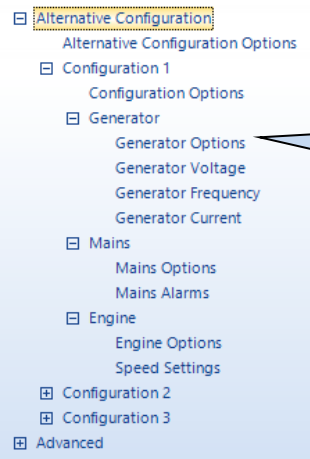 Alternative Configuration
Alternative Configuration Options
Configuration 1
Configuration Options
Generator
Generator Options
Generator Voltage
Generator Frequency
Generator Current
Mains
Mains Options
Mains Alarms
Engine
Engine Options
Speed Settings
Configuration 2
Configuration 3
Advanced